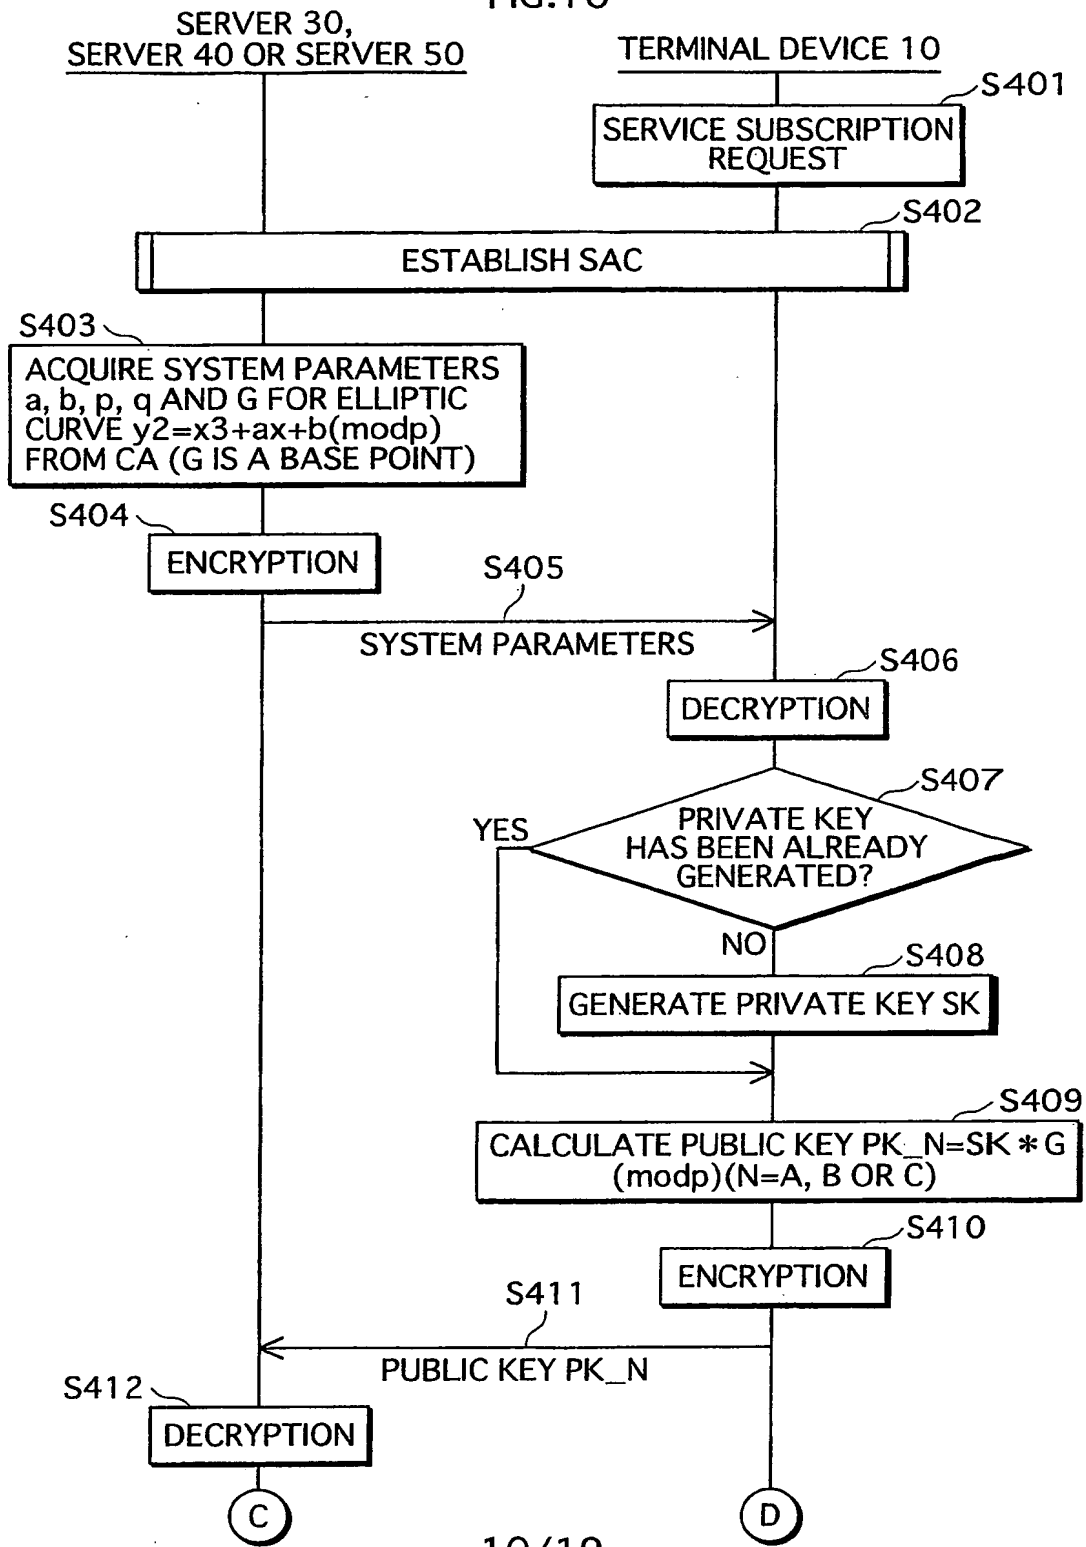 SERVER 30,
SERVER 40 OR SERVER 50
TERMINAL DEVICE 10
S401
SERVICE SUBSCRIPTION
REQUEST
S402
ESTABLISH SAC
S403
ACQUIRE SYSTEM PARAMETERS
a, b, p, q AND G FOR ELLIPTIC
CURVE y2=x3+ax+b(modp)
FROM CA (G IS A BASE POINT)
S404
ENCRYPTION
S405
SYSTEM PARAMETERS
S406
DECRYPTION
S407
PRIVATE KEY
HAS BEEN ALREADY
GENERATED?
YES
NO
S408
GENERATE PRIVATE KEY SK
S409
CALCULATE PUBLIC KEY PK_N=SK*G
(modp)(N=A, B OR C)
S410
ENCRYPTION
S411
PUBLIC KEY PK_N
S412
DECRYPTION
C
D